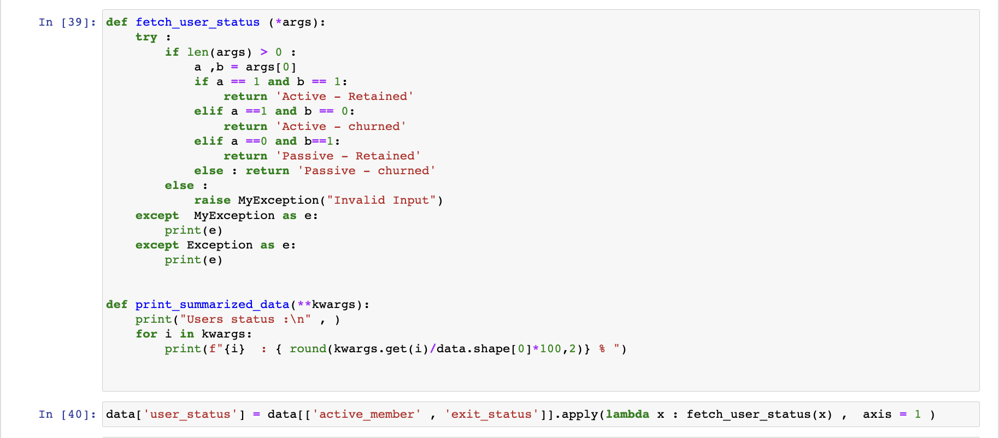 In [39]: def fetch_user_status (*args):
    try :
        if len(args) > 0 :
            a ,b = args[0]
            if a == 1 and b == 1:
                return 'Active - Retained'
            elif a ==1 and b == 0:
                return 'Active - churned'
            elif a ==0 and b==1:
                return 'Passive - Retained'
            else : return 'Passive - churned'
        else :
            raise MyException("Invalid Input")
    except  MyException as e:
        print(e)
    except Exception as e:
        print(e)
def print_summarized_data(**kwargs):
    print("Users status :\n" , )
    for i in kwargs:
        print(f"{i}  : { round(kwargs.get(i)/data.shape[0]*100,2)} % ")
In [40]: data['user_status'] = data[['active_member' , 'exit_status']].apply(lambda x : fetch_user_status(x) ,  axis = 1 )